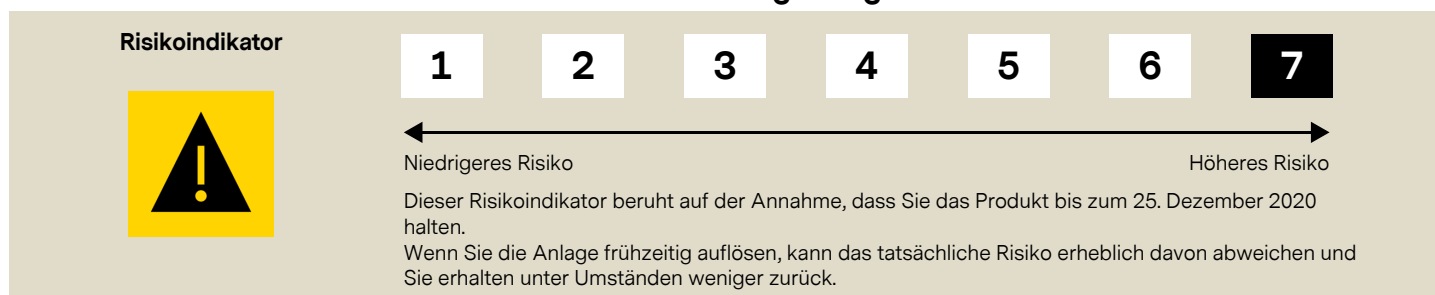 Risikoindikator
1 2 3 4 5 6 7
Niedrigeres Risiko Höheres Risiko
Dieser Risikoindikator beruht auf der Annahme, dass Sie das Produkt bis zum 25. Dezember 2020
halten.
Wenn Sie die Anlage frühzeitig auflösen, kann das tatsächliche Risiko erheblich davon abweichen und
Sie erhalten unter Umständen weniger zurück.